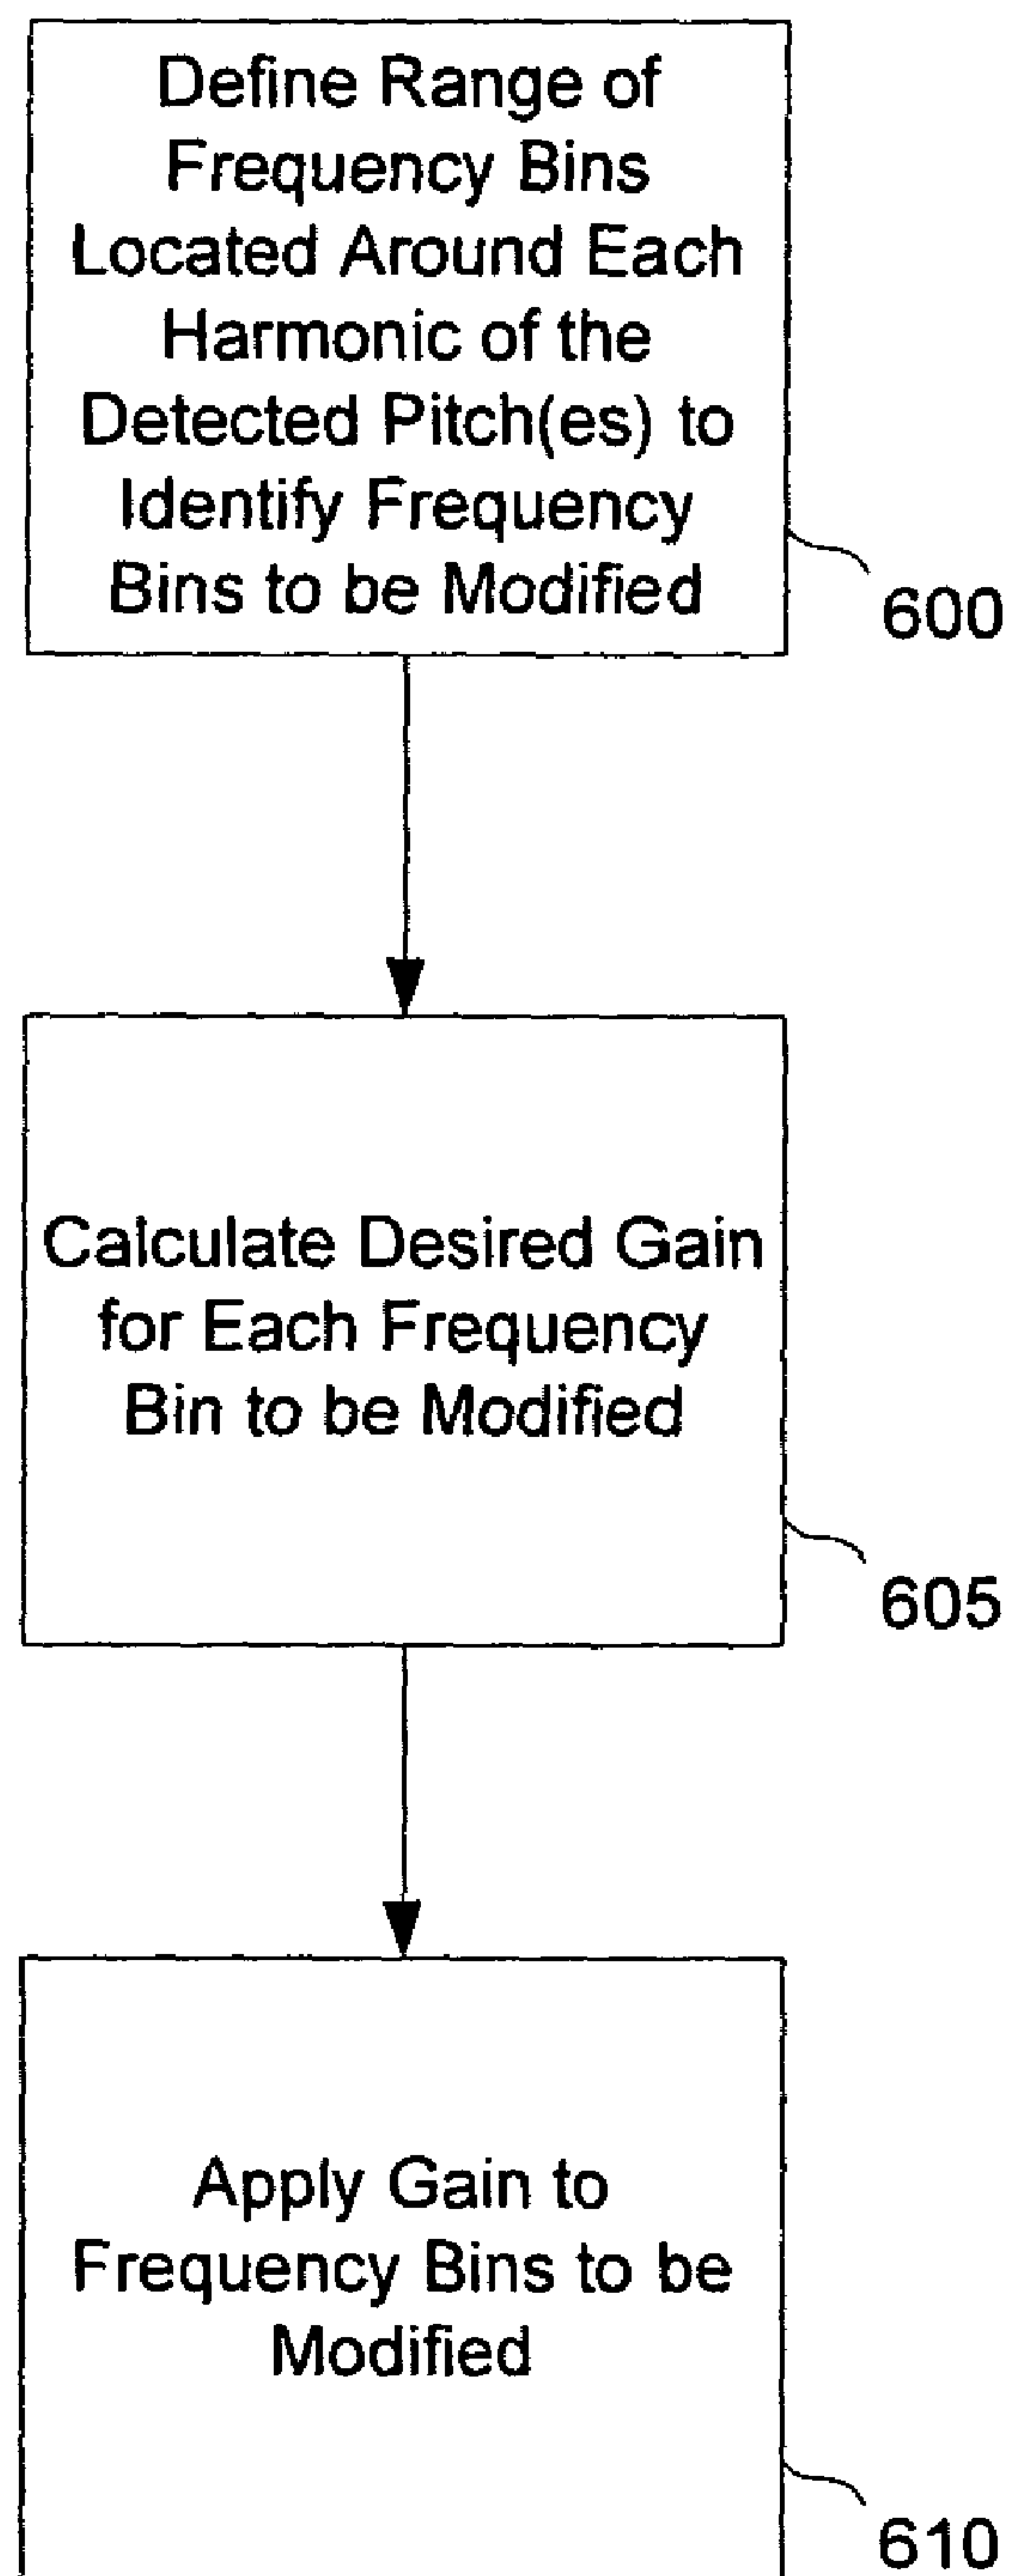 Define Range of
Frequency Bins
Located Around Each
Harmonic of the
Detected Pitch(es) to
Identify Frequency
Bins to be Modified
600
Calculate Desired Gain
for Each Frequency
Bin to be Modified
605
Apply Gain to
Frequency Bins to be
Modified
610